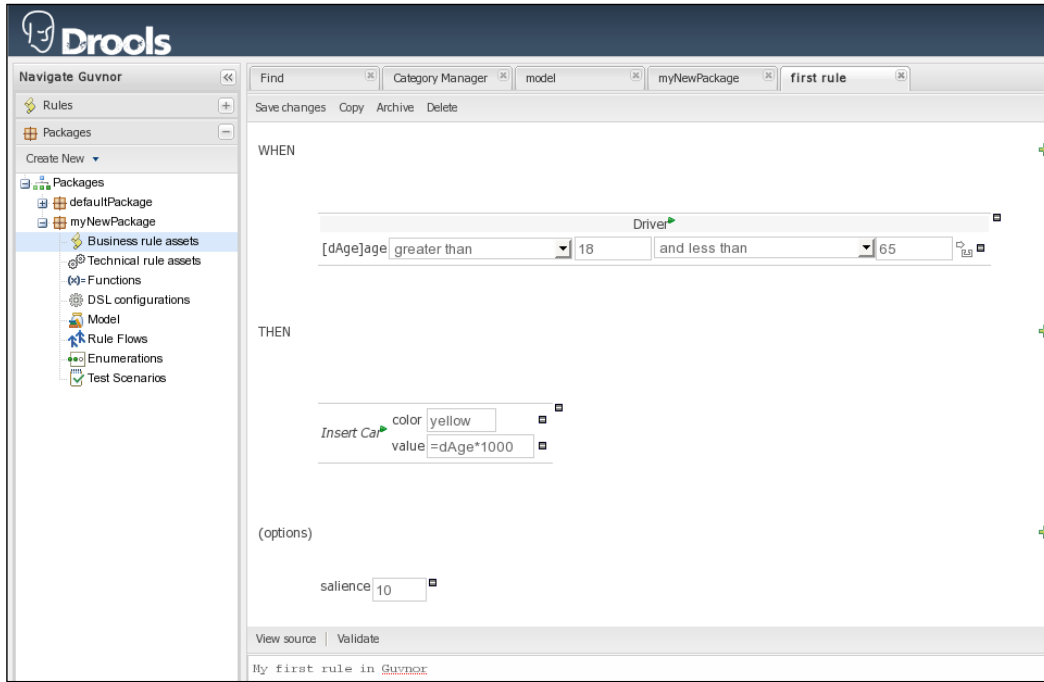 Drools
Navigate Guvnor
Rules
Packages
Create New
Packages
defaultPackage
myNewPackage
Business rule assets
Technical rule assets
(x)= Functions
DSL configurations
Model
Rule Flows
Enumerations
Test Scenarios
Find Category Manager model myNewPackage first rule
Save changes Copy Archive Delete
WHEN
Driver
[dAge]age greater than 18 and less than 65
THEN
Insert Car
color yellow
value =dAge*1000
(options)
salience 10
View source | Validate
My first rule in Guvnor